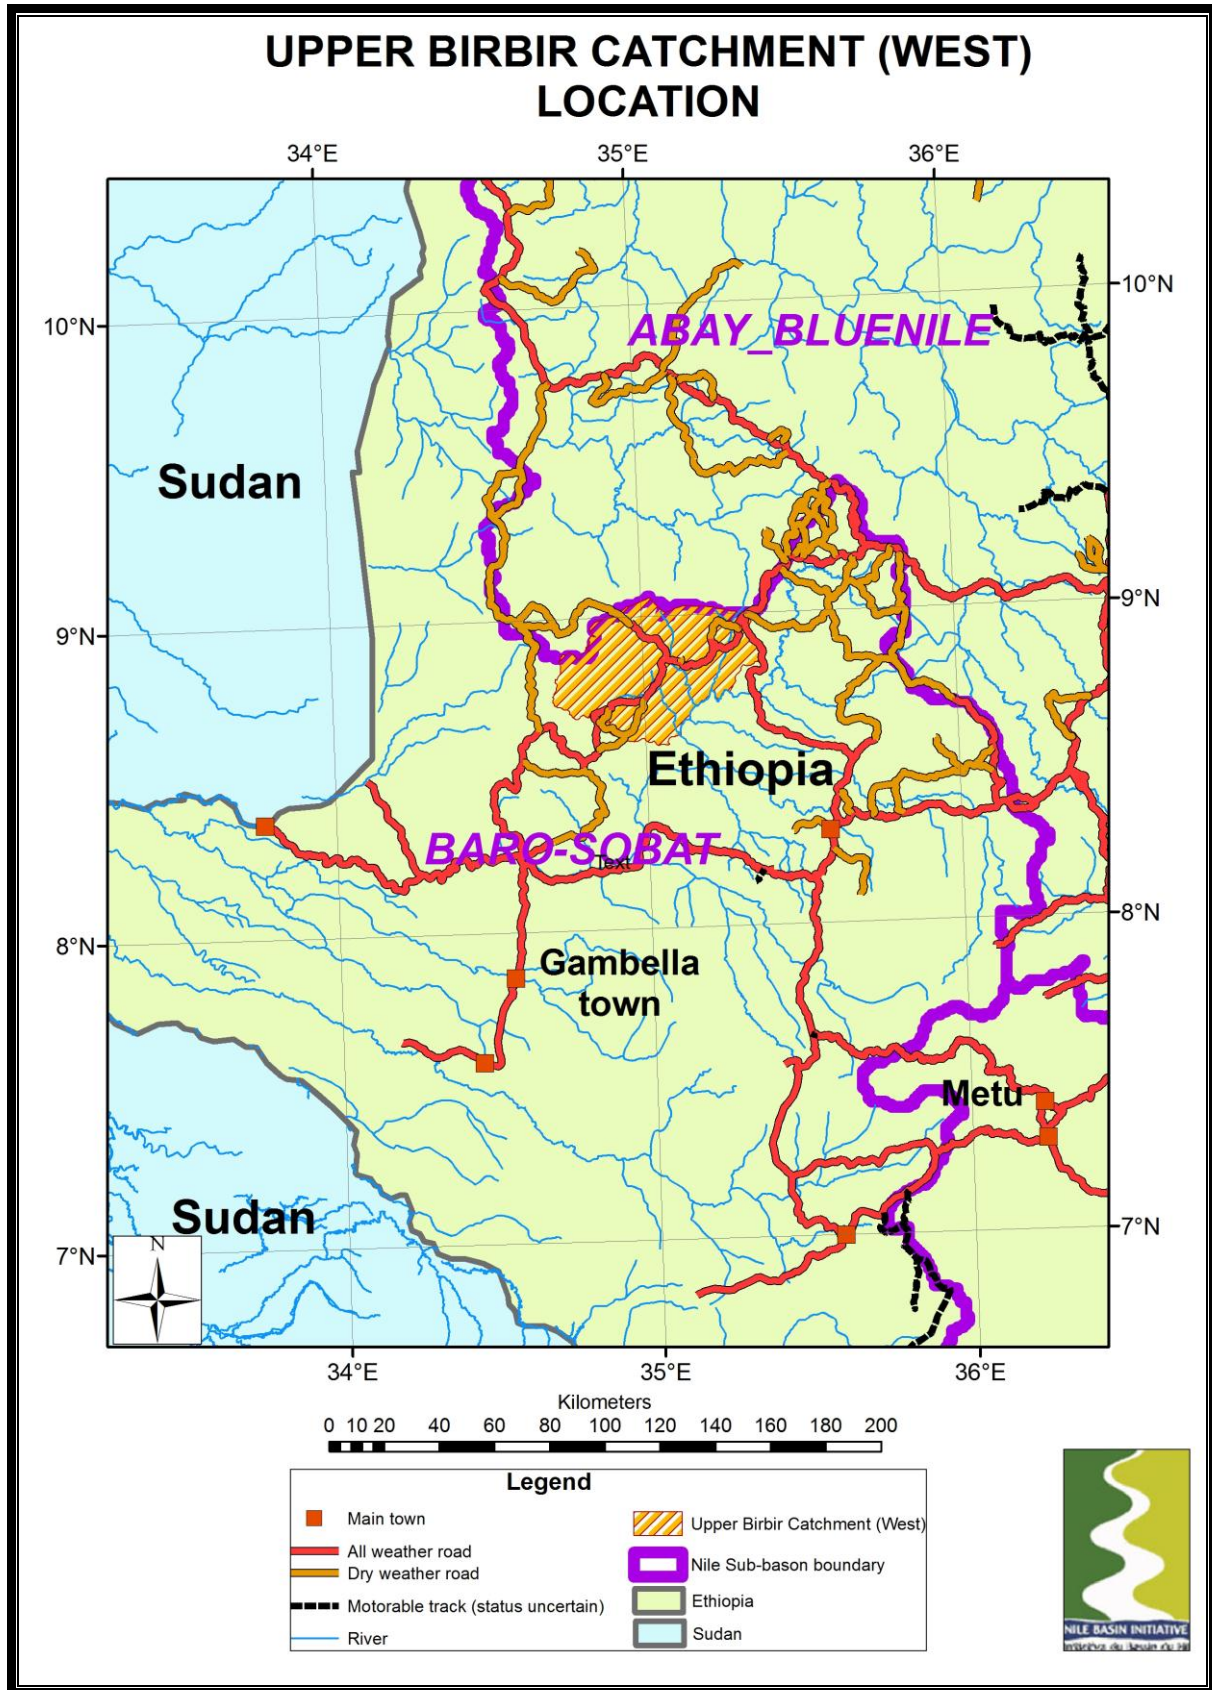 UPPER BIRBIR CATCHMENT (WEST)
LOCATION
34°E
35°E
36°E
10°N
10°N
ABAY_BLUENILE
Sudan
9°N
9°N
Ethiopia
BARO-SOBAT
Text
8°N
8°N
Gambella
town
Metu
Sudan
7°N
7°N
N
34°E
35°E
36°E
Kilometers
0 10 20 40 60 80 100 120 140 160 180 200
Legend
Main town
All weather road
Dry weather road
Motorable track (status uncertain)
River
Upper Birbir Catchment (West)
Nile Sub-bason boundary
Ethiopia
Sudan
NILE BASIN INITIATIVE